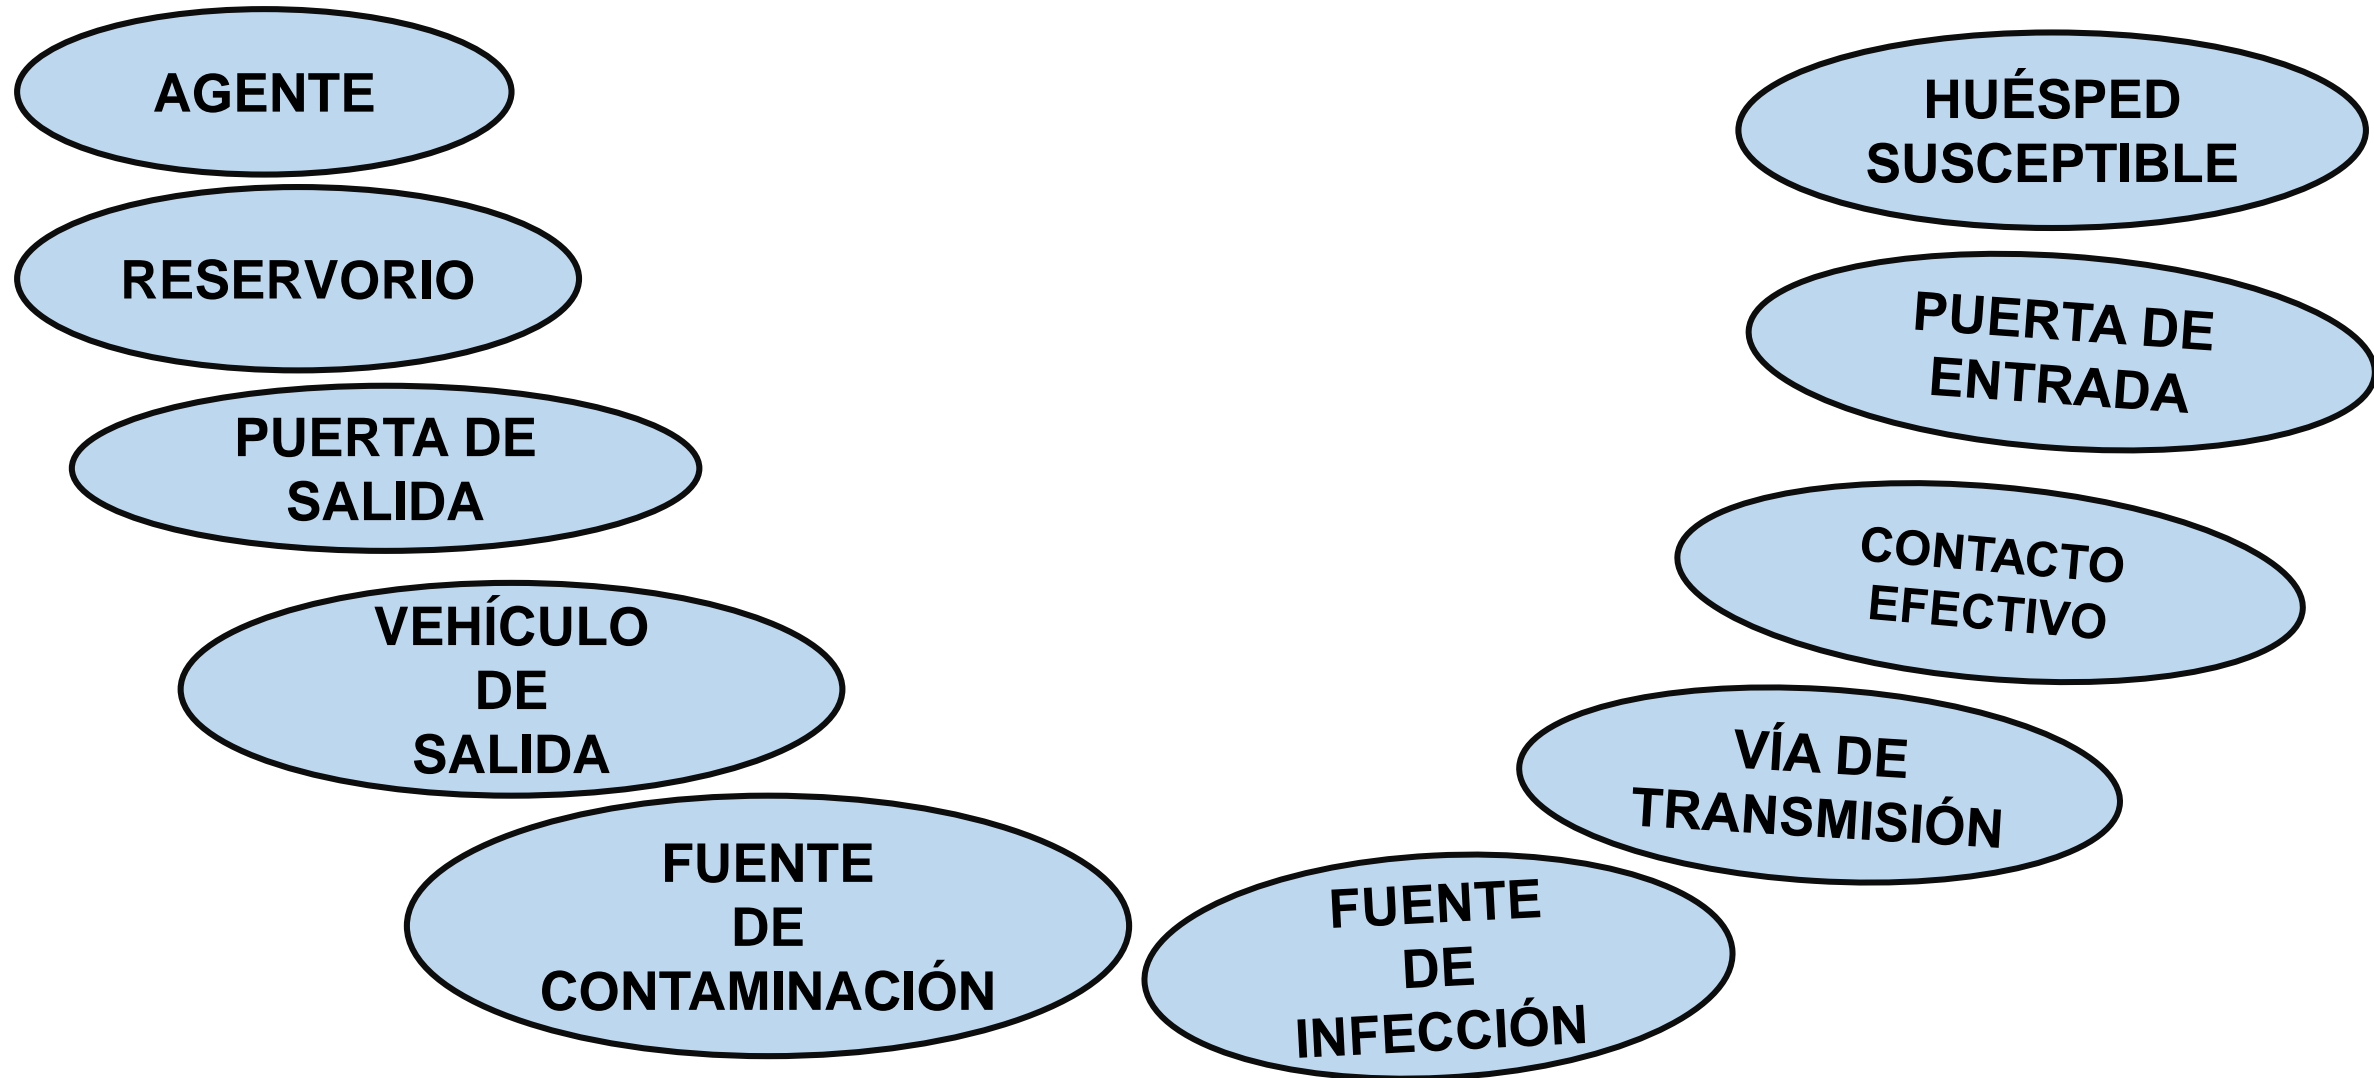 AGENTE
RESERVORIO
PUERTA DE
SALIDA
VEHÍCULO
DE
SALIDA
FUENTE
DE
CONTAMINACIÓN
FUENTE
DE
INFECCIÓN
VÍA DE
TRANSMISIÓN
CONTACTO
EFECTIVO
PUERTA DE
ENTRADA
HUÉSPED
SUSCEPTIBLE